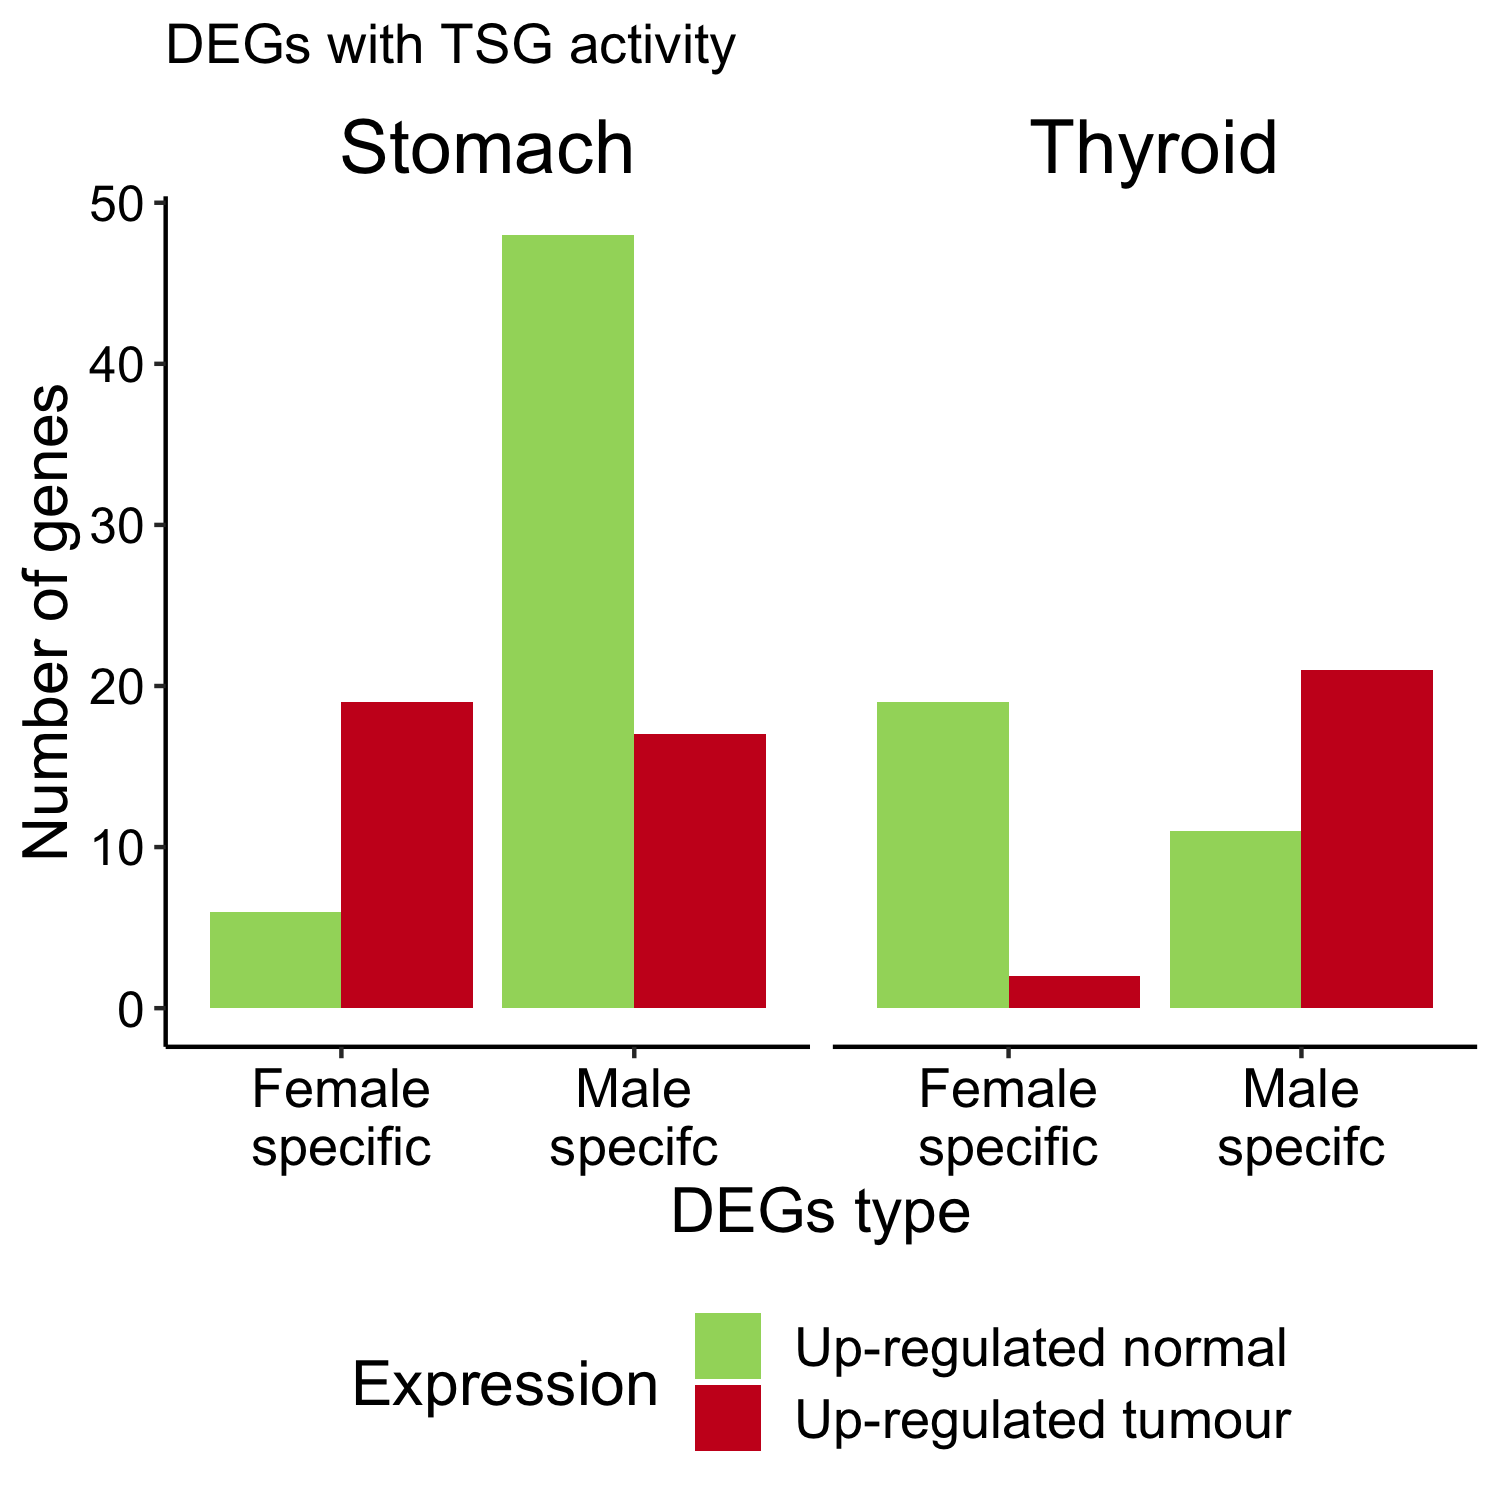 DEGs with TSG activity
Stomach
Thyroid
Number of genes
50
40
30
20
10
0
Female
specific
Male
specifc
Female
specific
Male
specifc
DEGs type
Expression
Up-regulated normal
Up-regulated tumour